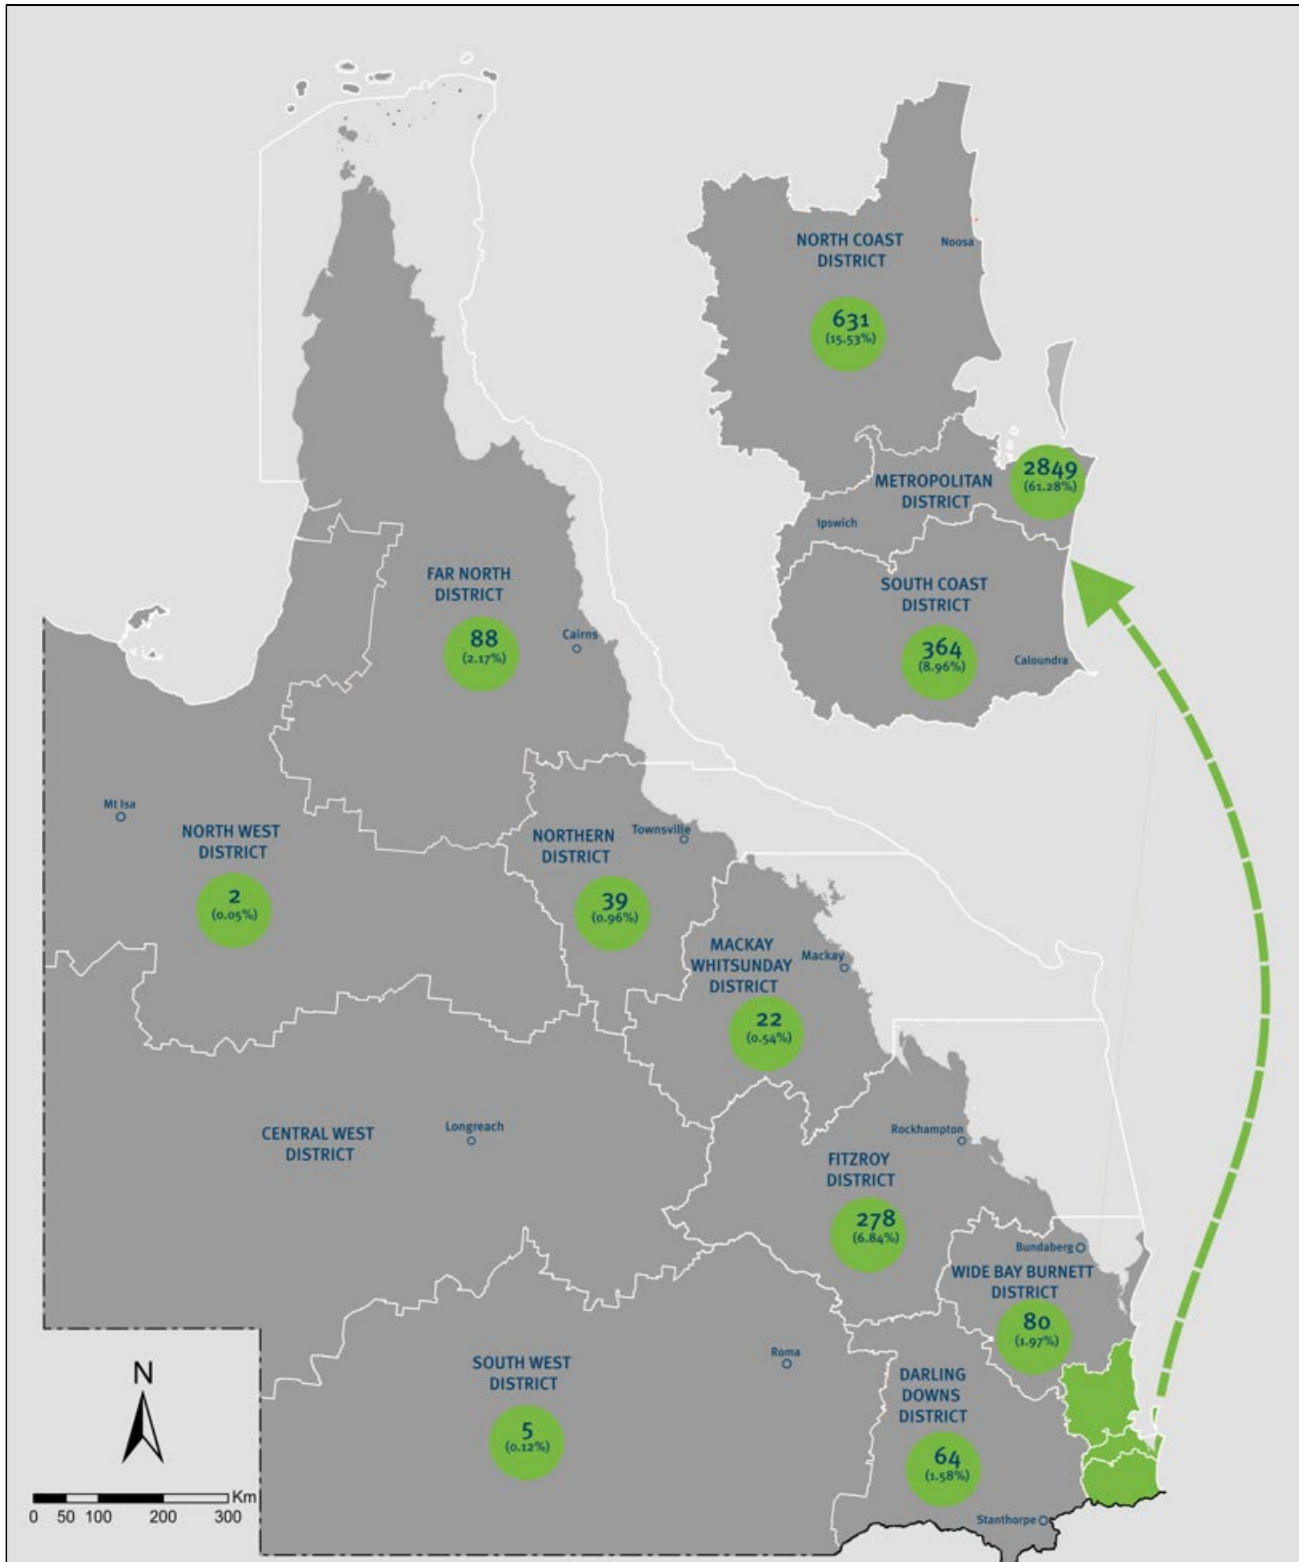 NORTH COAST
DISTRICT
Noosa
631
(15.53%)
2849
(61.28%)
METROPOLITAN
DISTRICT
Ipswich
SOUTH COAST
DISTRICT
364
(8.96%)
Caloundra
FAR NORTH
DISTRICT
88
(2.17%)
Cairns
Mt Isa
NORTH WEST
DISTRICT
2
(0.05%)
NORTHERN
DISTRICT
Townsville
39
(0.96%)
MACKAY
WHITSUNDAY
DISTRICT
Mackay
22
(0.54%)
CENTRAL WEST
DISTRICT
Longreach
Rockhampton
FITZROY
DISTRICT
278
(6.84%)
Bundaberg
WIDE BAY BURNETT
DISTRICT
80
(1.97%)
SOUTH WEST
DISTRICT
Roma
5
(0.12%)
DARLING
DOWNS
DISTRICT
64
(1.58%)
Stanthorpe
N
Km
0 50 100 200 300